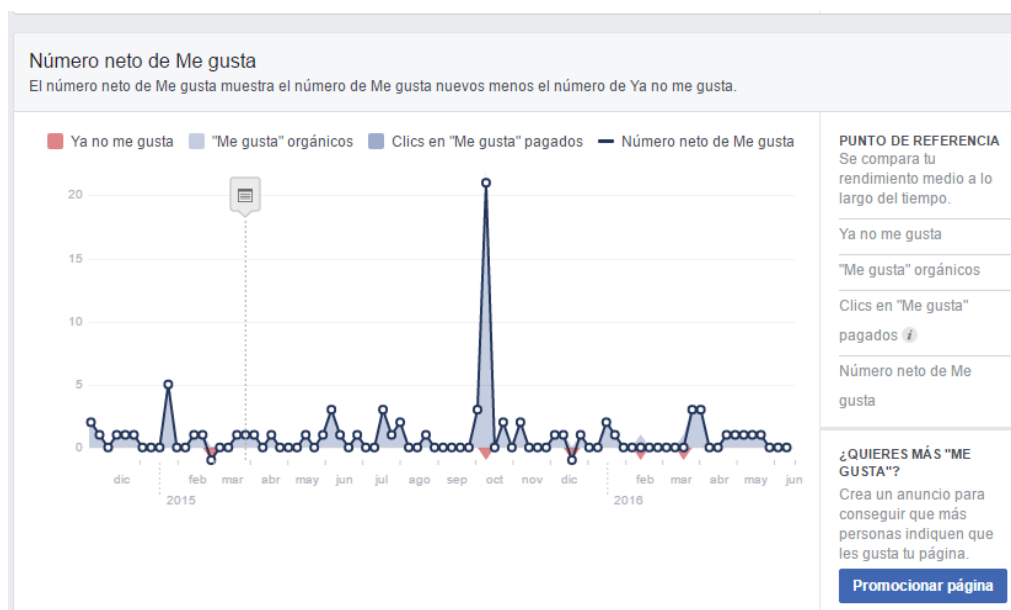 Número neto de Me gusta
El número neto de Me gusta muestra el número de Me gusta nuevos menos el número de Ya no me gusta.
Ya no me gusta "Me gusta" orgánicos Clics en "Me gusta" pagados Número neto de Me gusta
20
15
10
5
0
dic feb mar abr may jun jul ago sep oct nov dic feb mar abr may jun
2015 2016
PUNTO DE REFERENCIA
Se compara tu
rendimiento medio a lo
largo del tiempo.
Ya no me gusta
"Me gusta" orgánicos
Clics en "Me gusta"
pagados i
Número neto de Me
gusta
¿QUIERES MÁS "ME
GUSTA"?
Crea un anuncio para
conseguir que más
personas indiquen que
les gusta tu página.
Promocionar página